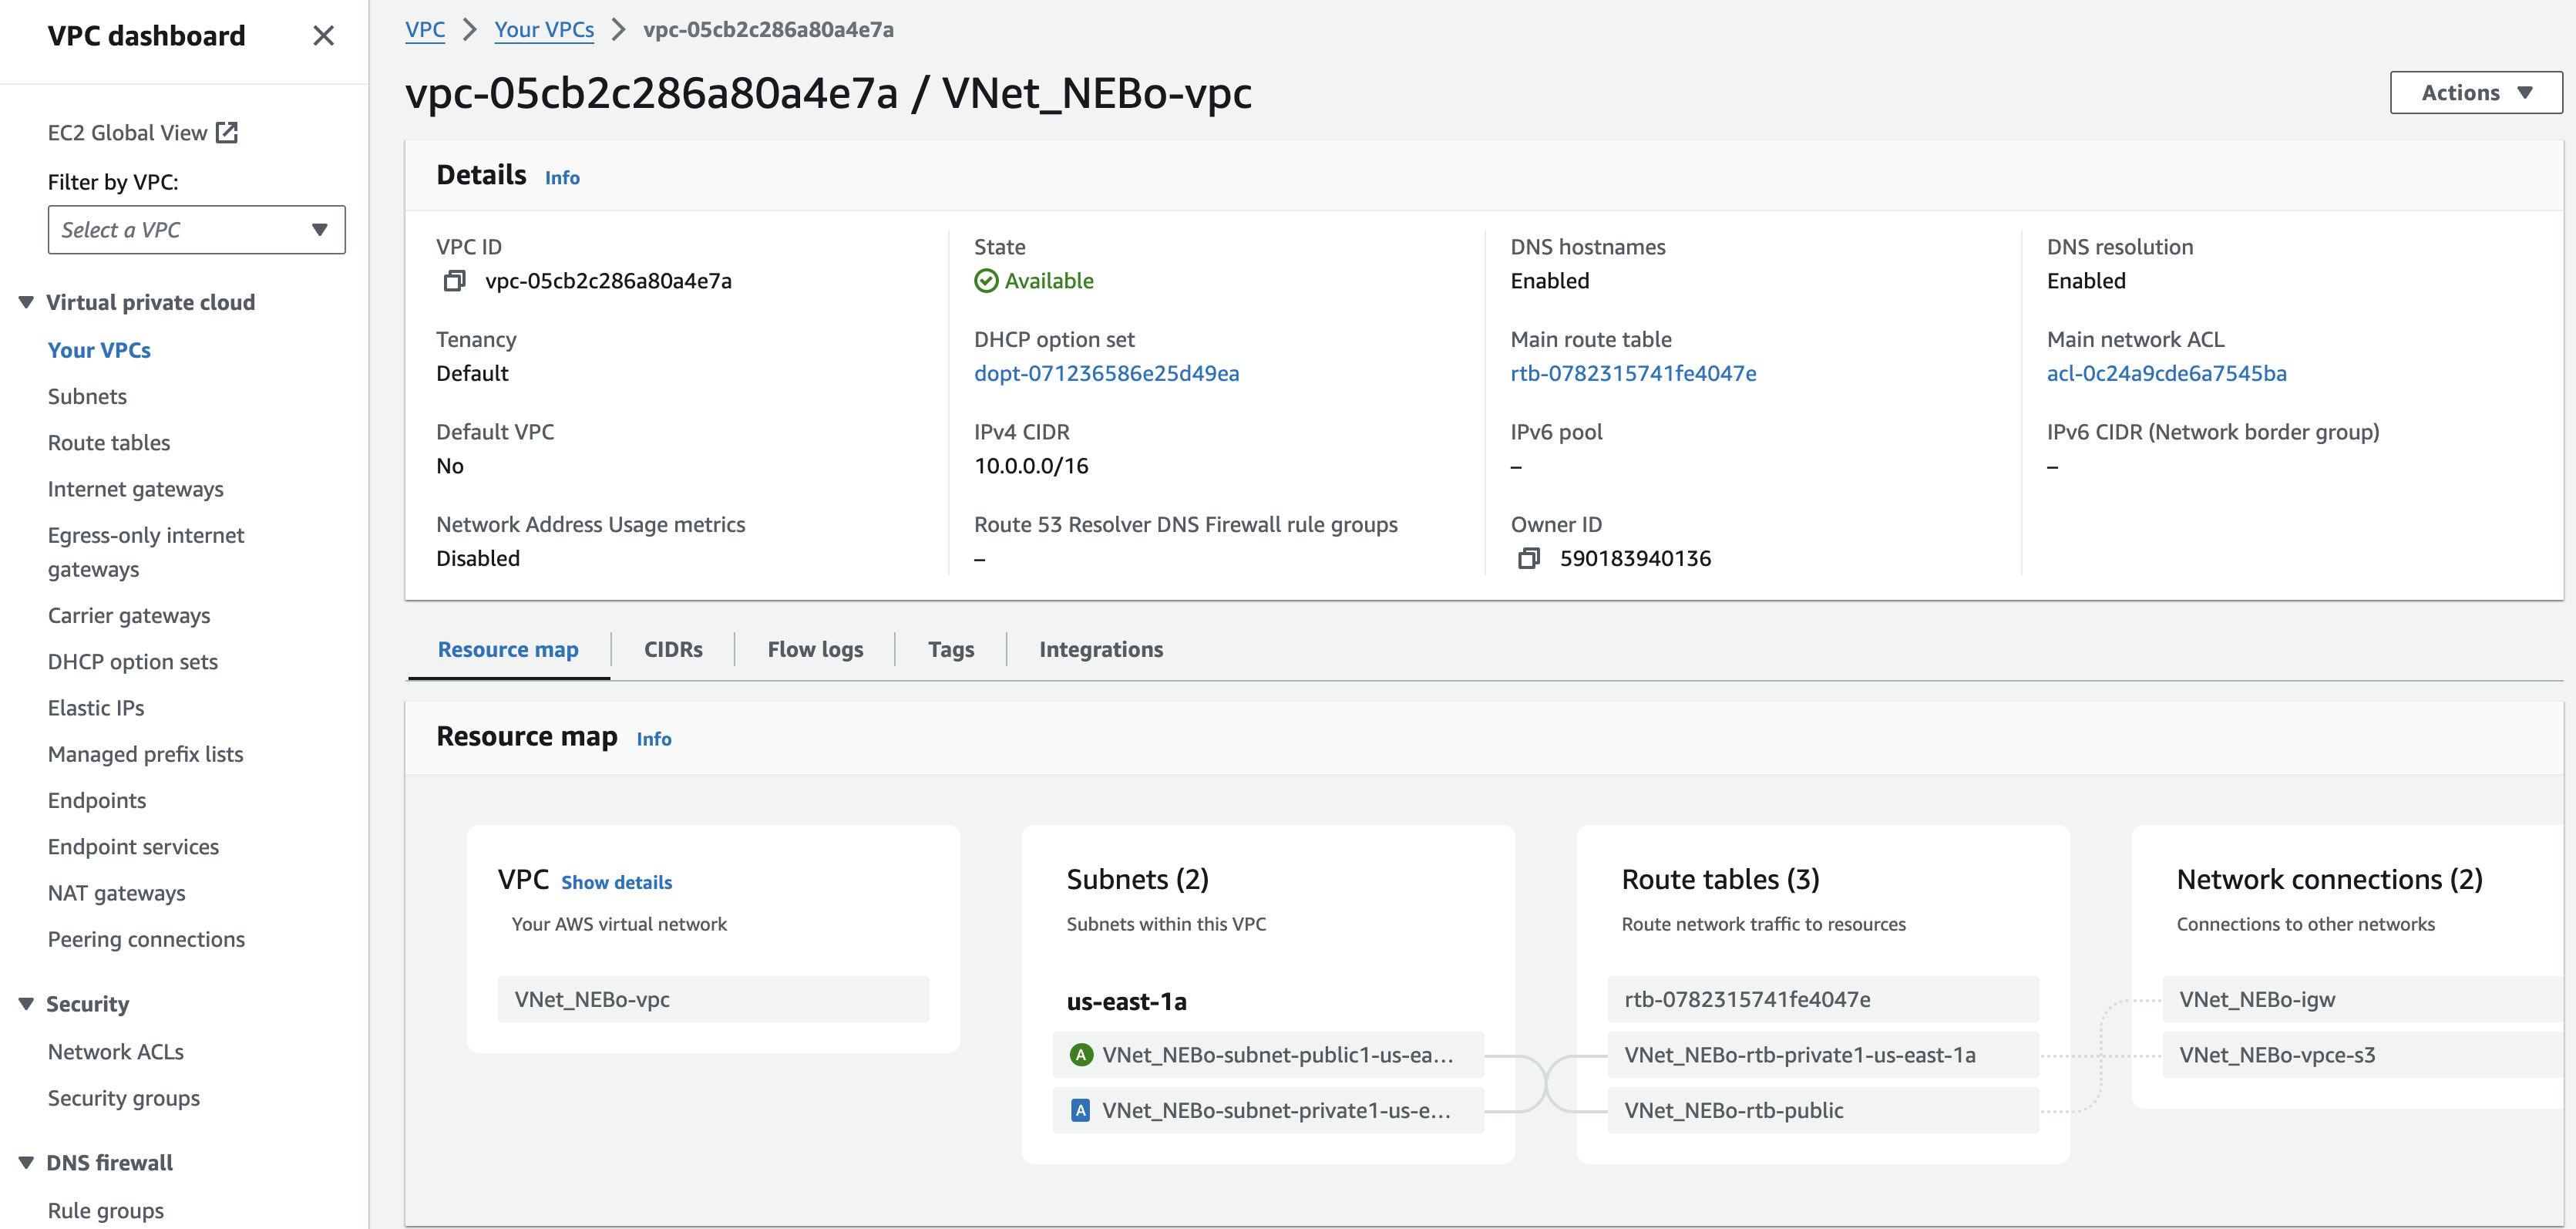 VPC dashboard
EC2 Global View
Filter by VPC:
Select a VPC
Virtual private cloud
Your VPCs
Subnets
Route tables
Internet gateways
Egress-only internet
gateways
Carrier gateways
DHCP option sets
Elastic IPs
Managed prefix lists
Endpoints
Endpoint services
NAT gateways
Peering connections
Security
Network ACLs
Security groups
DNS firewall
Rule groups
VPC > Your VPCs > vpc-05cb2c286a80a4e7a
vpc-05cb2c286a80a4e7a / VNet_NEBo-vpc
Actions
Details Info
VPC ID
vpc-05cb2c286a80a4e7a
State
Available
DNS hostnames
Enabled
DNS resolution
Enabled
Tenancy
Default
DHCP option set
dopt-071236586e25d49ea
Main route table
rtb-0782315741fe4047e
Main network ACL
acl-0c24a9cde6a7545ba
Default VPC
No
IPv4 CIDR
10.0.0.0/16
IPv6 pool
–
IPv6 CIDR (Network border group)
–
Network Address Usage metrics
Disabled
Route 53 Resolver DNS Firewall rule groups
–
Owner ID
590183940136
Resource map
CIDRs
Flow logs
Tags
Integrations
Resource map Info
VPC Show details
Your AWS virtual network
VNet_NEBo-vpc
Subnets (2)
Subnets within this VPC
us-east-1a
A VNet_NEBo-subnet-public1-us-ea...
A VNet_NEBo-subnet-private1-us-e...
Route tables (3)
Route network traffic to resources
rtb-0782315741fe4047e
VNet_NEBo-rtb-private1-us-east-1a
VNet_NEBo-rtb-public
Network connections (2)
Connections to other networks
VNet_NEBo-igw
VNet_NEBo-vpce-s3